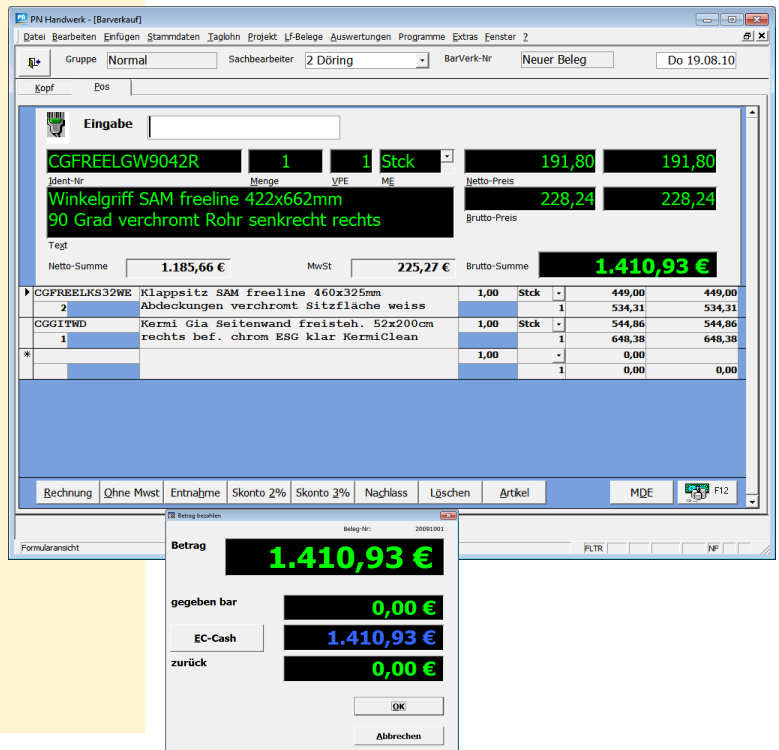 PN Handwerk - [Barverkauf]
Datei Bearbeiten Einfügen Stammdaten Taglohn Projekt Lf-Belege Auswertungen Programme Extras Fenster ?
Gruppe Normal Sachbearbeiter 2 Döring BarVerk-Nr Neuer Beleg Do 19.08.10
Kopf Pos
Eingabe
CGFREELGW9042R 1 1 Stck 191,80 191,80
Ident-Nr Menge VPE ME Netto-Preis
Winkelgriff SAM freeline 422x662mm 228,24 228,24
90 Grad verchromt Rohr senkrecht rechts Brutto-Preis
Text
Netto-Summe 1.185,66 € MwSt 225,27 € Brutto-Summe 1.410,93 €
CGFREELKS32WE Klappsitz SAM freeline 460x325mm 1,00 Stck 449,00 449,00
2 Abdeckungen verchromt Sitzfläche weiss 1 534,31 534,31
CGGITWD Kermi Gia Seitenwand freisteh. 52x200cm 1,00 Stck 544,86 544,86
1 rechts bef. chrom ESG klar KermiClean 1 648,38 648,38
* 1,00 0,00
1 0,00 0,00
Rechnung Ohne Mwst Entnahme Skonto 2% Skonto 3% Nachlass Löschen Artikel MDE F12
Formularansicht FLTR NF
Betrag bezahlen
Beleg-Nr: 20091001
Betrag 1.410,93 €
gegeben bar 0,00 €
EC-Cash 1.410,93 €
zurück 0,00 €
OK
Abbrechen